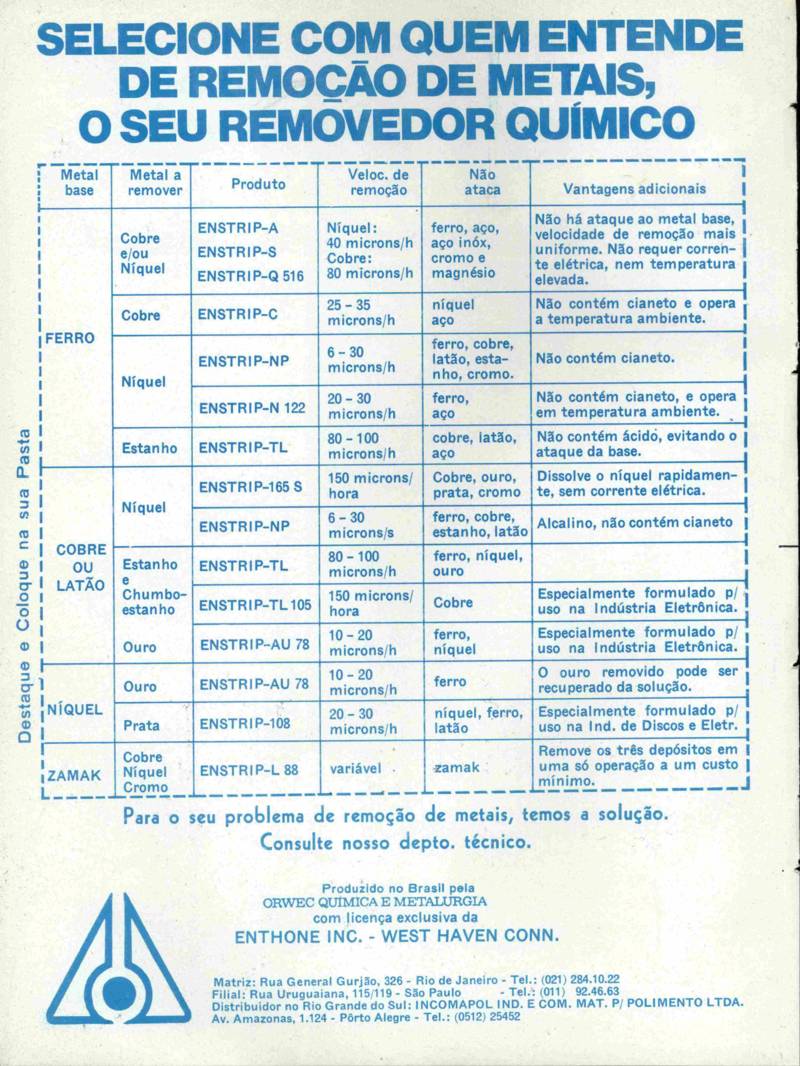 SELECIONE COM QUEM ENTENDE
DE REMOÇÃO DE METAIS,
O SEU REMOVEDOR QUÍMICO
Metal base
Metal a remover
Produto
Veloc. de remoção
Não ataca
Vantagens adicionais
FERRO
Cobre
e/ou
Níquel
ENSTRIP-A
ENSTRIP-S
ENSTRIP-Q 516
Níquel:
40 microns/h
Cobre:
80 microns/h
ferro, aço,
aço inóx,
cromo e
magnésio
Não há ataque ao metal base,
velocidade de remoção mais
uniforme. Não requer corren-
te elétrica, nem temperatura
elevada.
Cobre
ENSTRIP-C
25 - 35
microns/h
níquel
aço
Não contém cianeto e opera
a temperatura ambiente.
Níquel
ENSTRIP-NP
6 - 30
microns/h
ferro, cobre,
latão, esta-
nho, cromo.
Não contém cianeto.
ENSTRIP-N 122
20 - 30
microns/h
ferro,
aço
Não contém cianeto, e opera
em temperatura ambiente.
Estanho
ENSTRIP-TL
80 - 100
microns/h
cobre, latão,
aço
Não contém ácido, evitando o
ataque da base.
COBRE
OU
LATÃO
Níquel
ENSTRIP-165 S
150 microns/
hora
Cobre, ouro,
prata, cromo
Dissolve o níquel rapidamen-
te, sem corrente elétrica.
ENSTRIP-NP
6 - 30
microns/s
ferro, cobre,
estanho, latão
Alcalino, não contém cianeto
Estanho
e
Chumbo-
estanho
ENSTRIP-TL
80 - 100
microns/h
ferro, níquel,
ouro
ENSTRIP-TL 105
150 microns/
hora
Cobre
Especialmente formulado p/
uso na Indústria Eletrônica.
Ouro
ENSTRIP-AU 78
10 - 20
microns/h
ferro,
níquel
Especialmente formulado p/
uso na Indústria Eletrônica.
NÍQUEL
Ouro
ENSTRIP-AU 78
10 - 20
microns/h
ferro
O ouro removido pode ser
recuperado da solução.
Prata
ENSTRIP-108
20 - 30
microns/h
níquel, ferro,
latão
Especialmente formulado p/
uso na Ind. de Discos e Eletr.
ZAMAK
Cobre
Níquel
Cromo
ENSTRIP-L 88
variável
zamak
Remove os três depósitos em
uma só operação a um custo
mínimo.
Destaque e Coloque na sua Pasta
Para o seu problema de remoção de metais, temos a solução.
Consulte nosso depto. técnico.
Produzido no Brasil pela
ORWEC QUÍMICA E METALURGIA
com licença exclusiva da
ENTHONE INC. - WEST HAVEN CONN.
Matriz: Rua General Gurjão, 326 - Rio de Janeiro - Tel.: (021) 284.10.22
Filial: Rua Uruguaiana, 115/119 - São Paulo - Tel.: (011) 92.46.63
Distribuidor no Rio Grande do Sul: INCOMAPOL IND. E COM. MAT. P/ POLIMENTO LTDA.
Av. Amazonas, 1.124 - Pôrto Alegre - Tel.: (0512) 25452